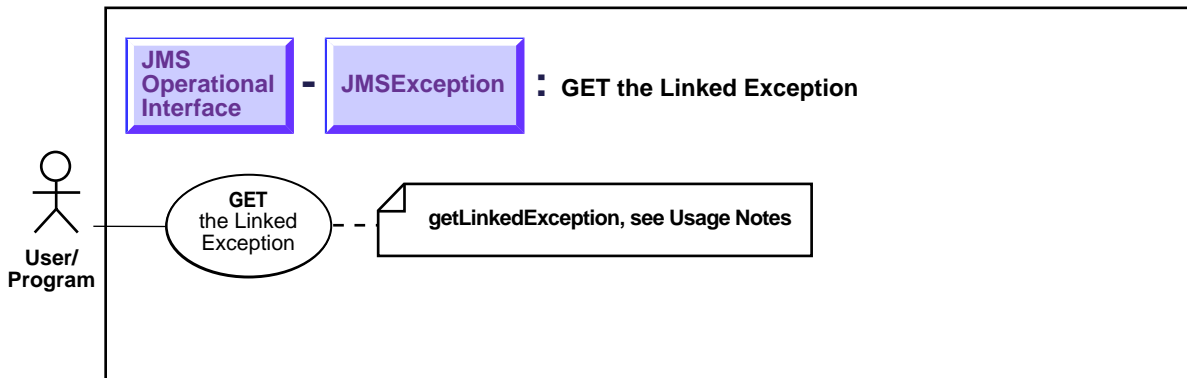 JMS
Operational
Interface
-
JMSException
: GET the Linked Exception
GET
the Linked
Exception
getLinkedException, see Usage Notes
User/
Program